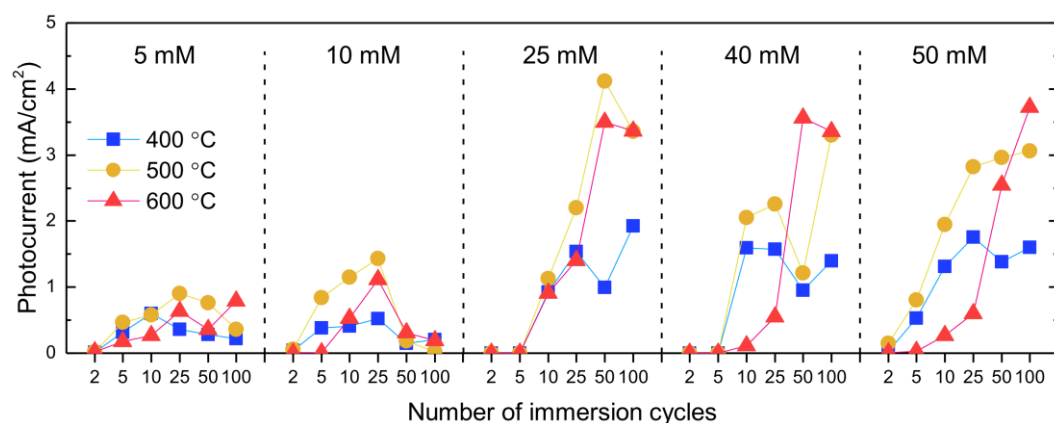 5 mM 10 mM 25 mM 40 mM 50 mM
400 °C
500 °C
600 °C
Photocurrent (mA/cm²)
5
4
3
2
1
0
2 5 10 25 50 100 2 5 10 25 50 100 2 5 10 25 50 100 2 5 10 25 50 100 2 5 10 25 50 100
Number of immersion cycles